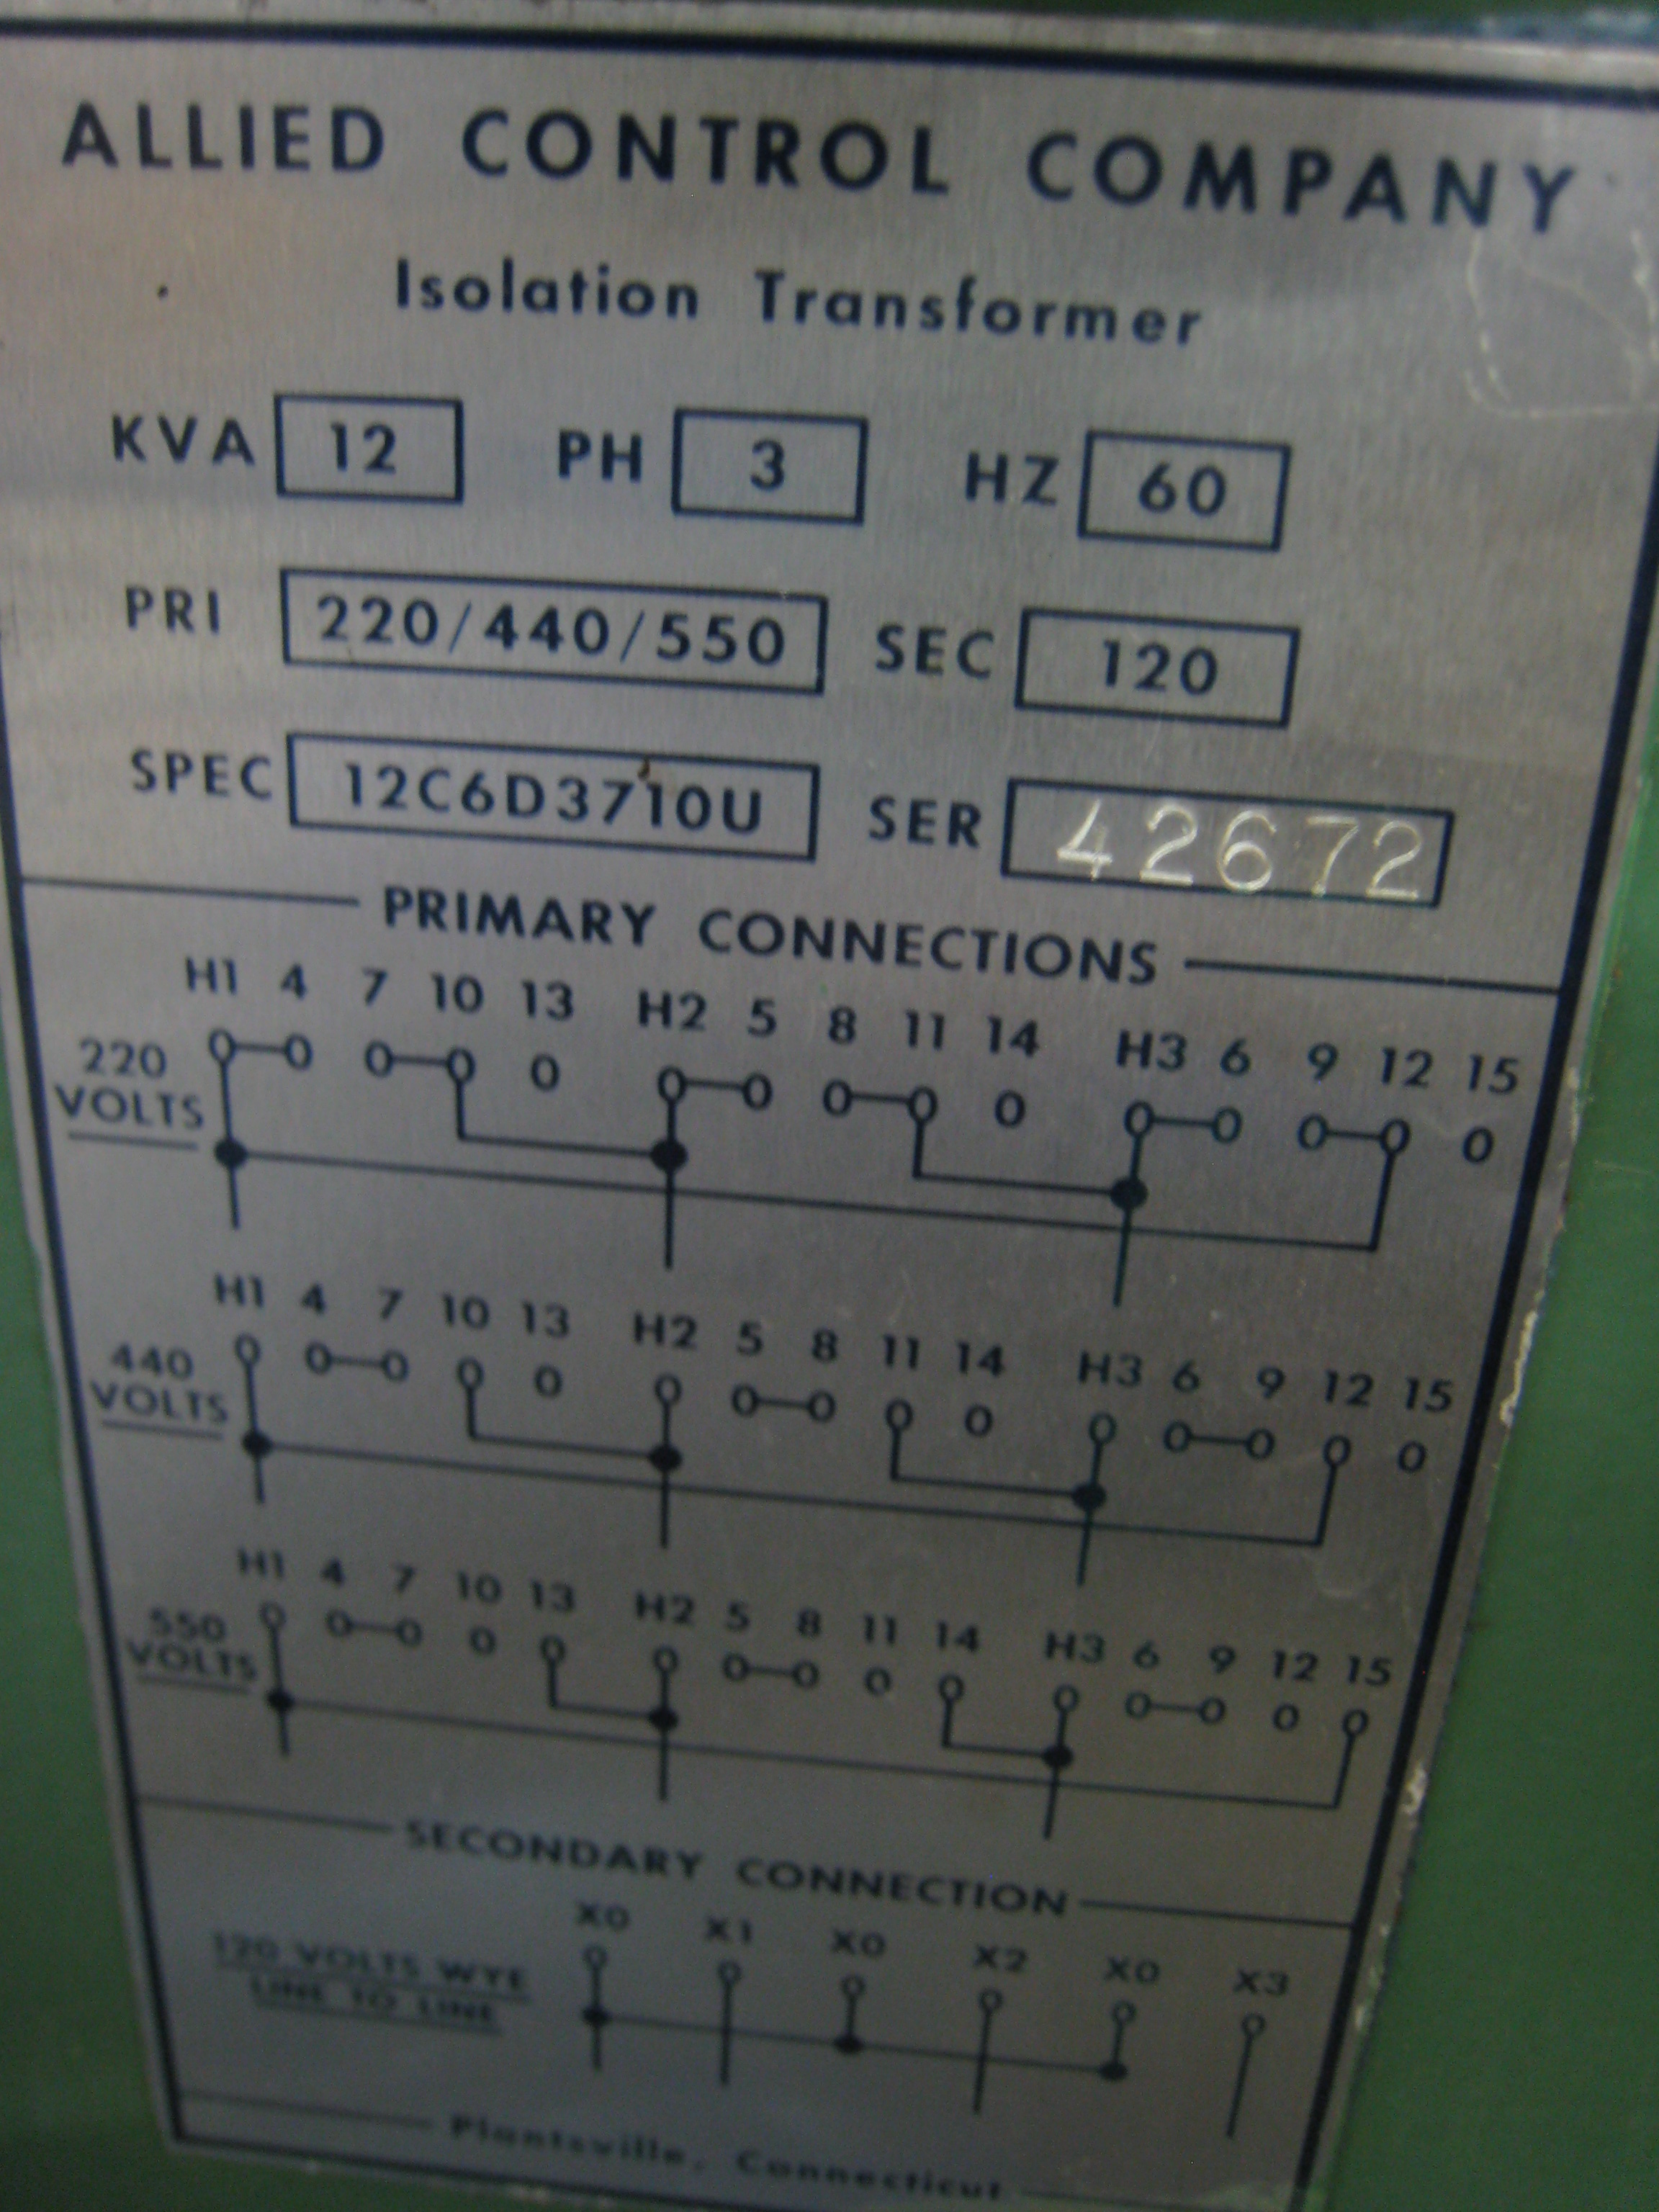 ALLIED CONTROL COMPANY
Isolation Transformer
KVA 12 PH 3 HZ 60
PRI 220/440/550 SEC 120
SPEC 12C6D3710U SER 42672
PRIMARY CONNECTIONS
H1 4 7 10 13 H2 5 8 11 14 H3 6 9 12 15
220
VOLTS
H1 4 7 10 13 H2 5 8 11 14 H3 6 9 12 15
440
VOLTS
H1 4 7 10 13 H2 5 8 11 14 H3 6 9 12 15
550
VOLTS
SECONDARY CONNECTION
X0 X1 X0 X2 X0 X3
120 VOLTS WYE
LINE TO LINE
Plantsville, Connecticut